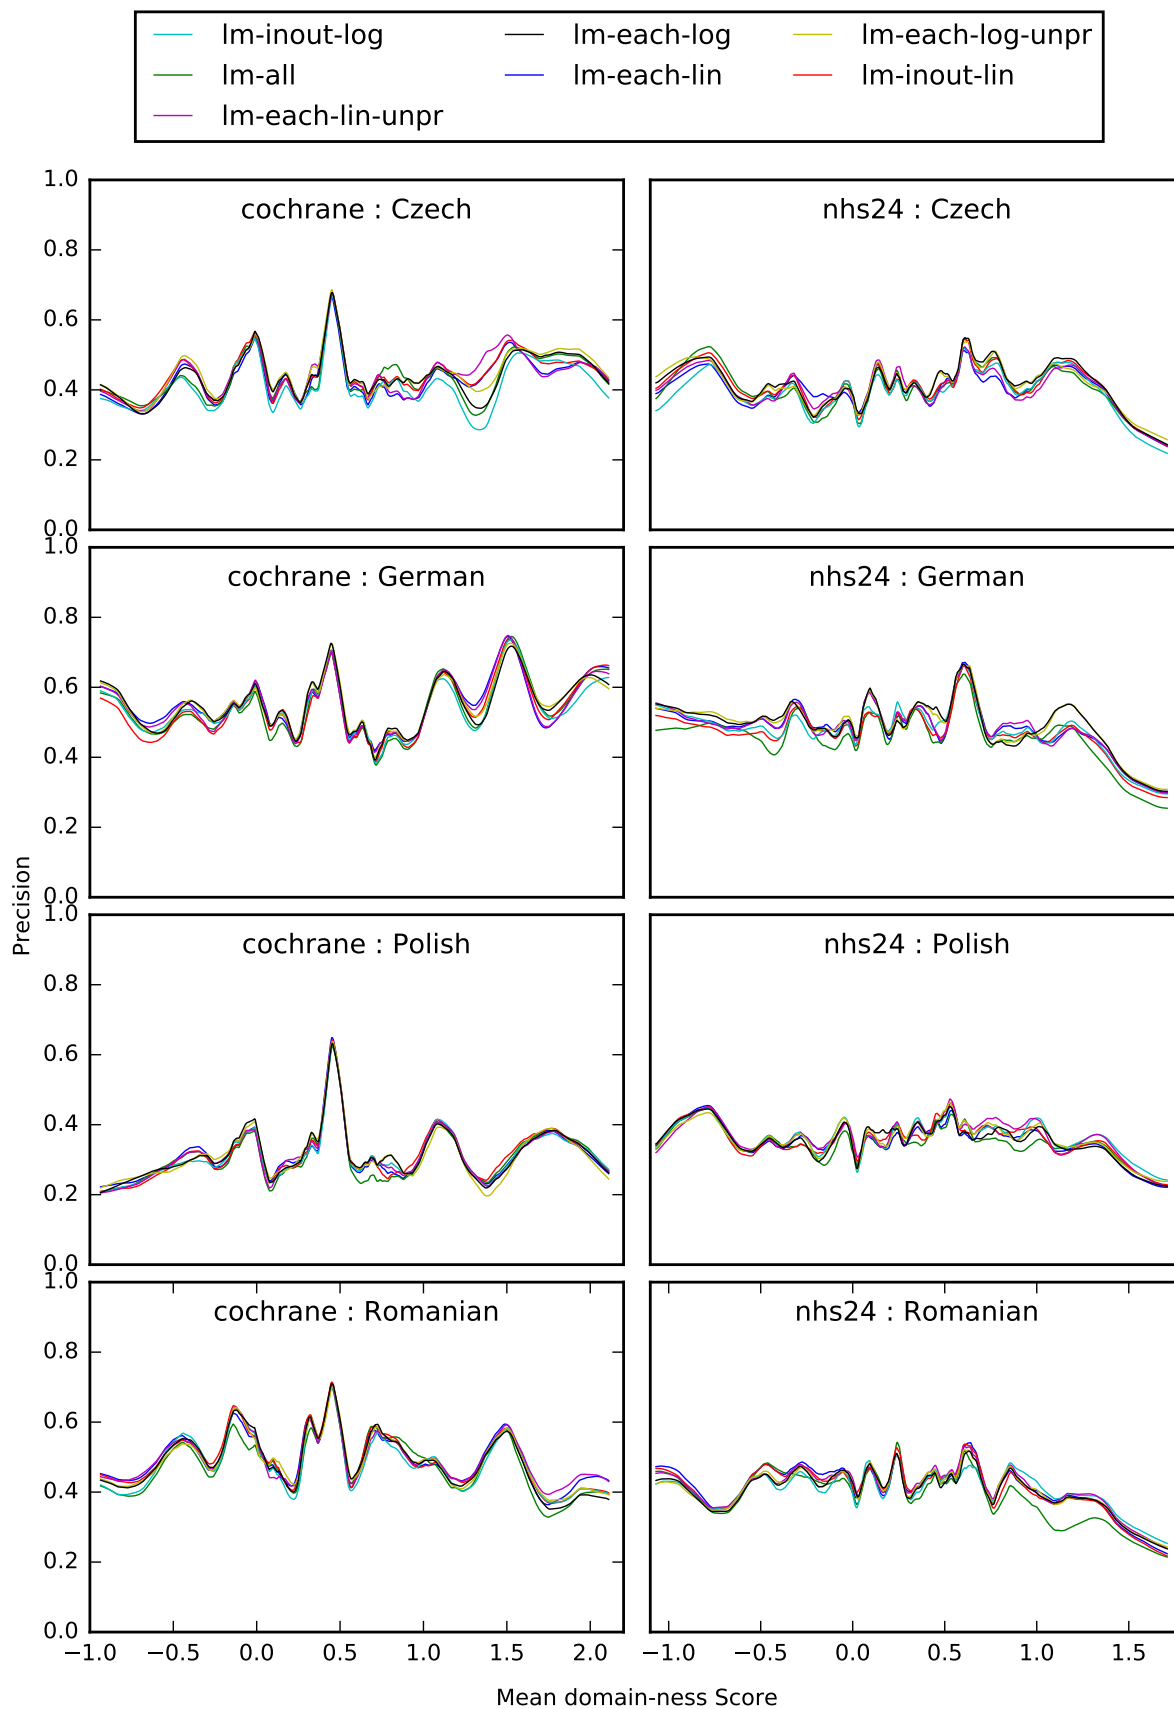 lm-inout-log lm-each-log lm-each-log-unpr
lm-all lm-each-lin lm-inout-lin
lm-each-lin-unpr
1.0
cochrane : Czech nhs24 : Czech
0.8
0.6
0.4
0.2
0.0
1.0
cochrane : German nhs24 : German
0.8
0.6
0.4
0.2
0.0
Precision
1.0
cochrane : Polish nhs24 : Polish
0.8
0.6
0.4
0.2
0.0
1.0
cochrane : Romanian nhs24 : Romanian
0.8
0.6
0.4
0.2
0.0
−1.0 −0.5 0.0 0.5 1.0 1.5 2.0 −1.0 −0.5 0.0 0.5 1.0 1.5
Mean domain-ness Score